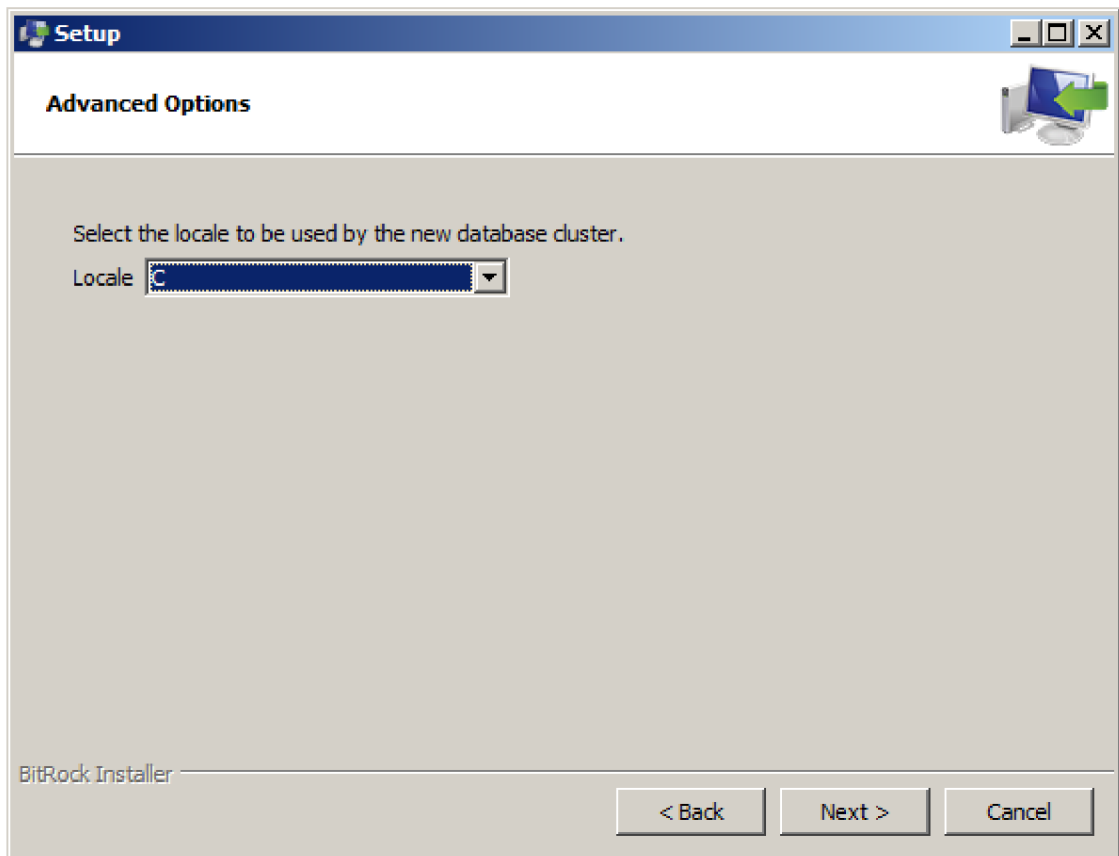 Setup
Advanced Options
Select the locale to be used by the new database cluster.
Locale C
BitRock Installer
< Back Next > Cancel